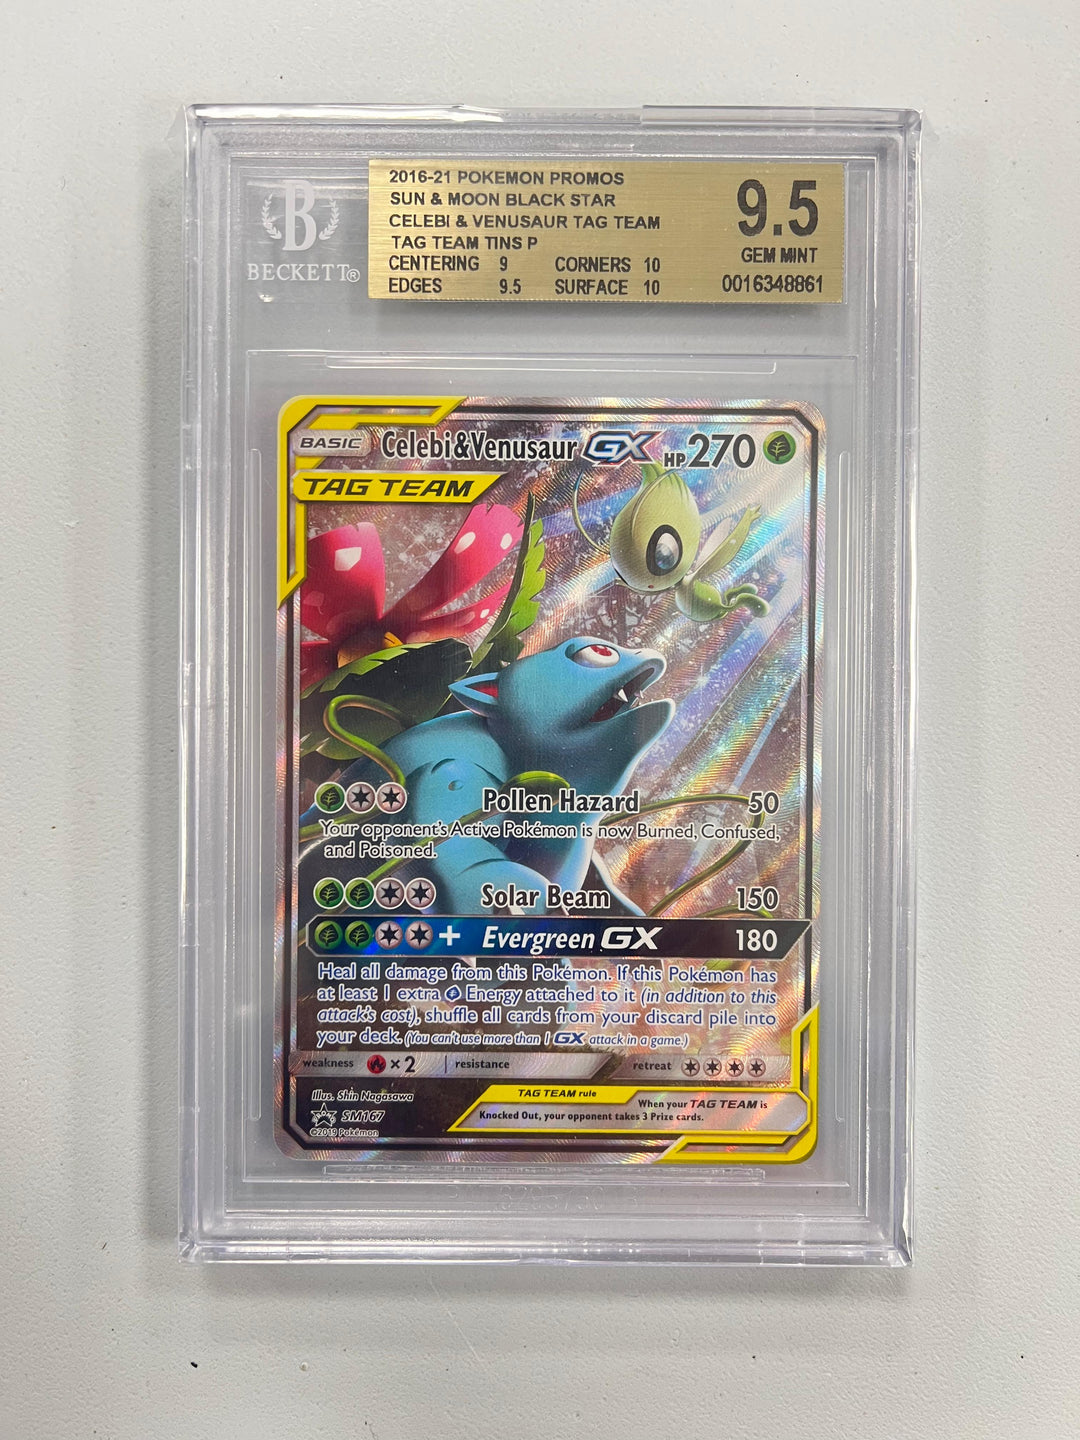 2016-21 POKEMON PROMOS
SUN & MOON BLACK STAR
CELEBI & VENUSAUR TAG TEAM
TAG TEAM TINS P
CENTERING 9 CORNERS 10
EDGES 9.5 SURFACE 10
9.5
GEM MINT
0016348861
B
BECKETT®
BASIC Celebi&Venusaur GX HP270
TAG TEAM
Pollen Hazard 50
Your opponent's Active Pokémon is now Burned, Confused,
and Poisoned.
Solar Beam 150
+ Evergreen GX 180
Heal all damage from this Pokémon. If this Pokémon has
at least 1 extra Energy attached to it (in addition to this
attack's cost), shuffle all cards from your discard pile into
your deck. (You can't use more than 1 GX attack in a game.)
weakness ×2 resistance retreat
Illus. Shin Nagasawa
PROMO SM167
©2019 Pokémon
TAG TEAM rule
When your TAG TEAM is
Knocked Out, your opponent takes 3 Prize cards.